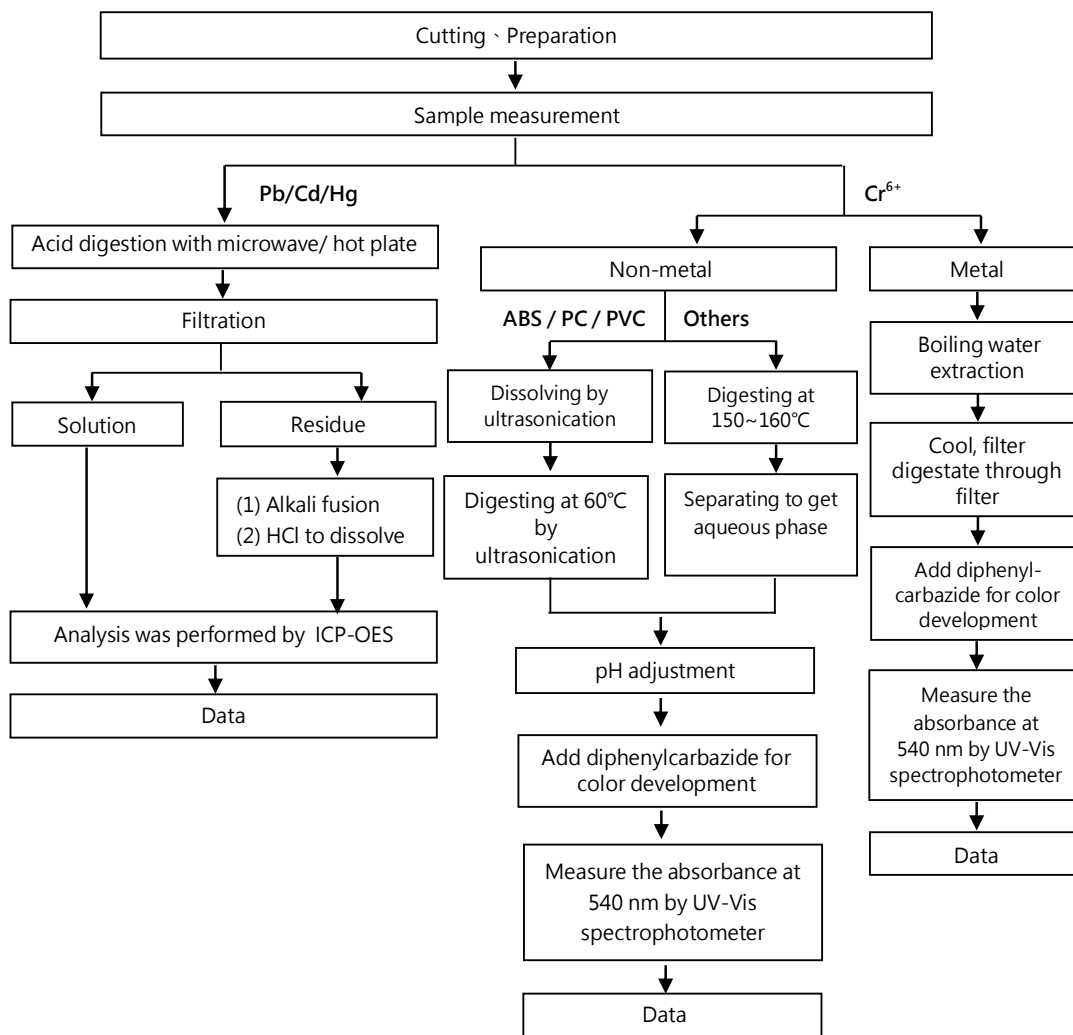 Cutting、Preparation
Sample measurement
Pb/Cd/Hg
Cr⁶⁺
Acid digestion with microwave/ hot plate
Filtration
Solution
Residue
(1) Alkali fusion
(2) HCl to dissolve
Analysis was performed by ICP-OES
Data
Non-metal
ABS / PC / PVC
Others
Dissolving by
ultrasonication
Digesting at
150~160℃
Digesting at 60℃
by
ultrasonication
Separating to get
aqueous phase
pH adjustment
Add diphenylcarbazide for
color development
Measure the absorbance at
540 nm by UV-Vis
spectrophotometer
Data
Metal
Boiling water
extraction
Cool, filter
digestate through
filter
Add diphenyl-
carbazide for color
development
Measure the
absorbance at
540 nm by UV-Vis
spectrophotometer
Data